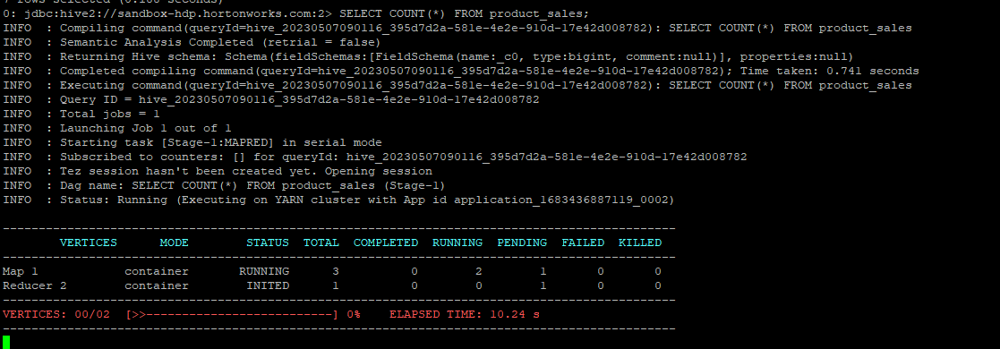 7 rows selected (0.166 seconds)
0: jdbc:hive2://sandbox-hdp.hortonworks.com:2> SELECT COUNT(*) FROM product_sales;
INFO  : Compiling command(queryId=hive_20230507090116_395d7d2a-581e-4e2e-910d-17e42d008782): SELECT COUNT(*) FROM product_sales
INFO  : Semantic Analysis Completed (retrial = false)
INFO  : Returning Hive schema: Schema(fieldSchemas:[FieldSchema(name:_c0, type:bigint, comment:null)], properties:null)
INFO  : Completed compiling command(queryId=hive_20230507090116_395d7d2a-581e-4e2e-910d-17e42d008782); Time taken: 0.741 seconds
INFO  : Executing command(queryId=hive_20230507090116_395d7d2a-581e-4e2e-910d-17e42d008782): SELECT COUNT(*) FROM product_sales
INFO  : Query ID = hive_20230507090116_395d7d2a-581e-4e2e-910d-17e42d008782
INFO  : Total jobs = 1
INFO  : Launching Job 1 out of 1
INFO  : Starting task [Stage-1:MAPRED] in serial mode
INFO  : Subscribed to counters: [] for queryId: hive_20230507090116_395d7d2a-581e-4e2e-910d-17e42d008782
INFO  : Tez session hasn't been created yet. Opening session
INFO  : Dag name: SELECT COUNT(*) FROM product_sales (Stage-1)
INFO  : Status: Running (Executing on YARN cluster with App id application_1683436887119_0002)
----------------------------------------------------------------------------------------------
        VERTICES      MODE        STATUS  TOTAL  COMPLETED  RUNNING  PENDING  FAILED  KILLED
----------------------------------------------------------------------------------------------
Map 1            container       RUNNING      3          0        2        1       0       0
Reducer 2        container        INITED      1          0        0        1       0       0
----------------------------------------------------------------------------------------------
VERTICES: 00/02  [>>--------------------------] 0%    ELAPSED TIME: 10.24 s
----------------------------------------------------------------------------------------------